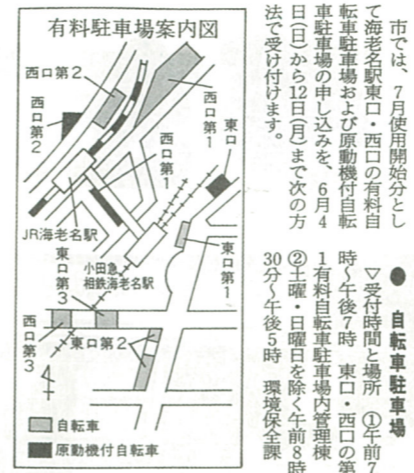 市では、7月使用開始分とし
て海老名駅東口・西口の有料自
転車駐車場および原動機付自転
車駐車場の申し込みを、6月4
日(日)から12日(月)まで次の方
法で受け付けます。
● 自転車駐車場
▽受付時間と場所 ①午前7
時～午後7時 東口・西口の第
1有料自転車駐車場内管理棟
②土曜・日曜日を除く午前8時
30分～午後5時 環境保全課
有料駐車場案内図
西口第2
西口第2
西口第1
西口第1
東口
JR海老名駅
小田急
相鉄海老名駅
東口第1
東口第3
西口第3
東口第2
自転車
原動機付自転車